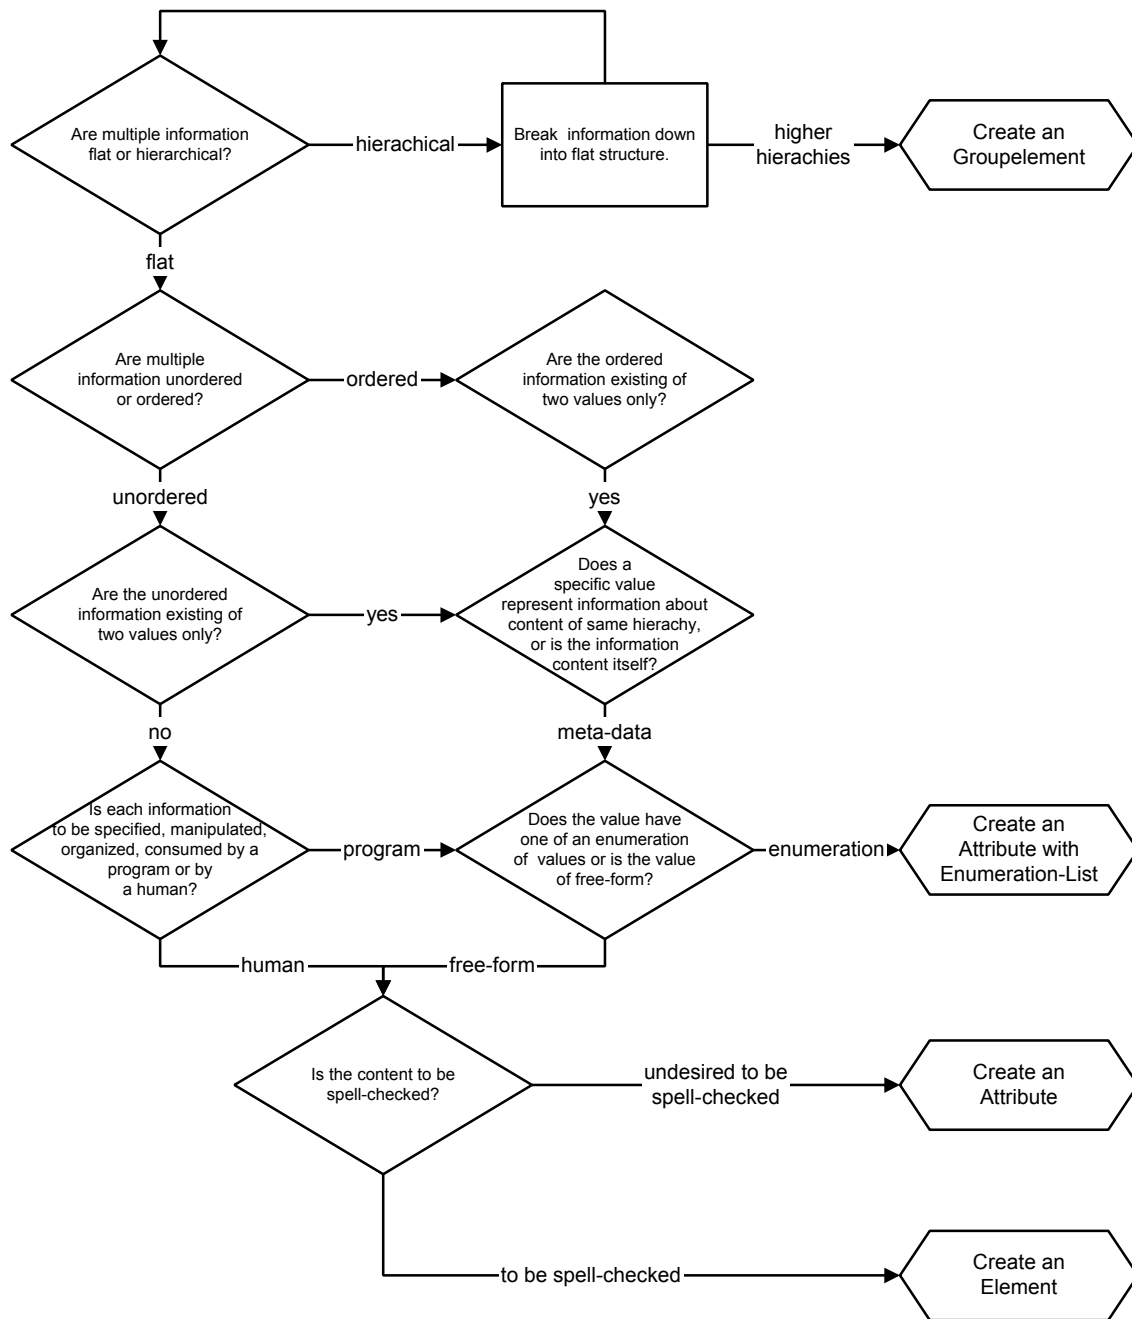 Are multiple information
flat or hierarchical?
hierachical
Break information down
into flat structure.
higher
hierachies
Create an
Groupelement
flat
Are multiple
information unordered
or ordered?
ordered
Are the ordered
information existing of
two values only?
unordered
yes
Are the unordered
information existing of
two values only?
yes
Does a
specific value
represent information about
content of same hierachy,
or is the information
content itself?
no
meta-data
Is each information
to be specified, manipulated,
organized, consumed by a
program or by
a human?
program
Does the value have
one of an enumeration
of values or is the value
of free-form?
enumeration
Create an
Attribute with
Enumeration-List
human
free-form
Is the content to be
spell-checked?
undesired to be
spell-checked
Create an
Attribute
to be spell-checked
Create an
Element